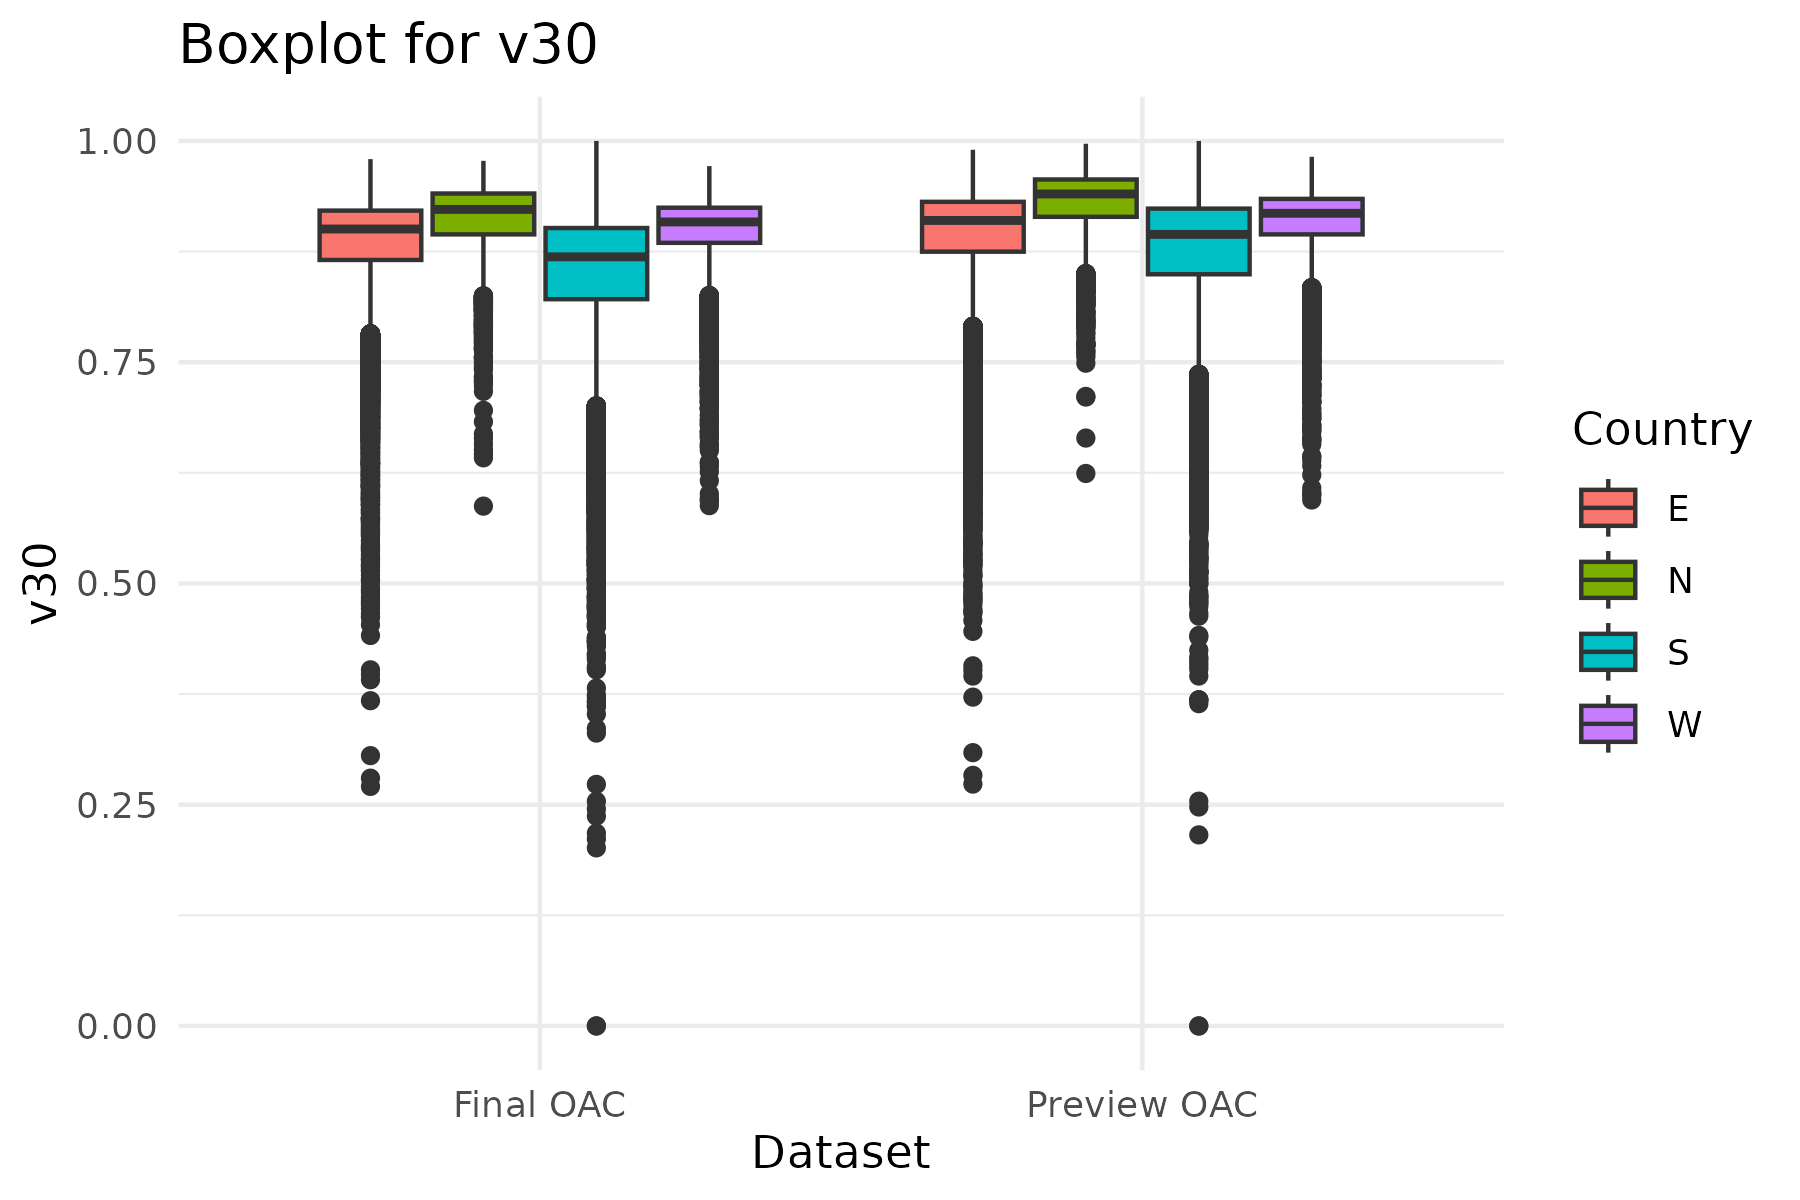 Boxplot for v30
1.00
0.75
0.50
0.25
0.00
v30
Final OAC
Preview OAC
Dataset
Country
E
N
S
W